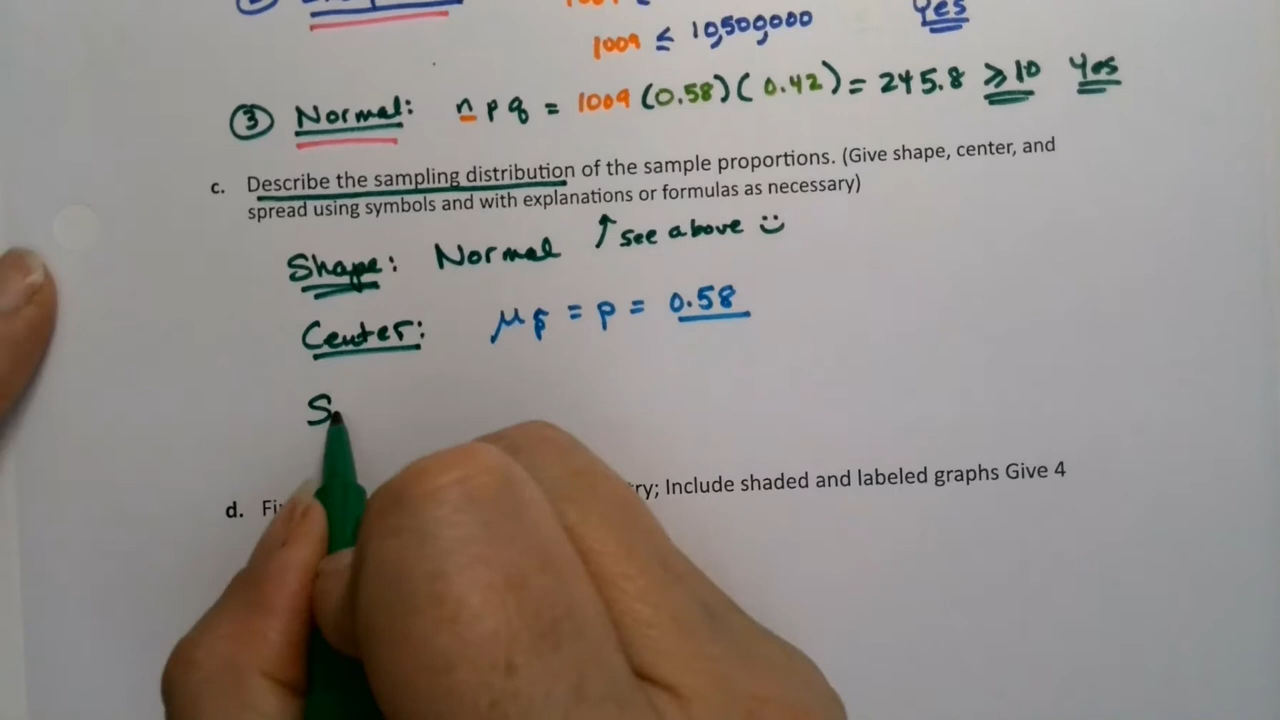 1009 ≤ 10,500,000 Yes
③ Normal: npq = 1009 (0.58)(0.42) = 245.8 ≥10 Yes
c. Describe the sampling distribution of the sample proportions. (Give shape, center, and
spread using symbols and with explanations or formulas as necessary)
Shape: Normal ↑ see above ☺
Center: μp̂ = p = 0.58
S
d. ; Include shaded and labeled graphs Give 4